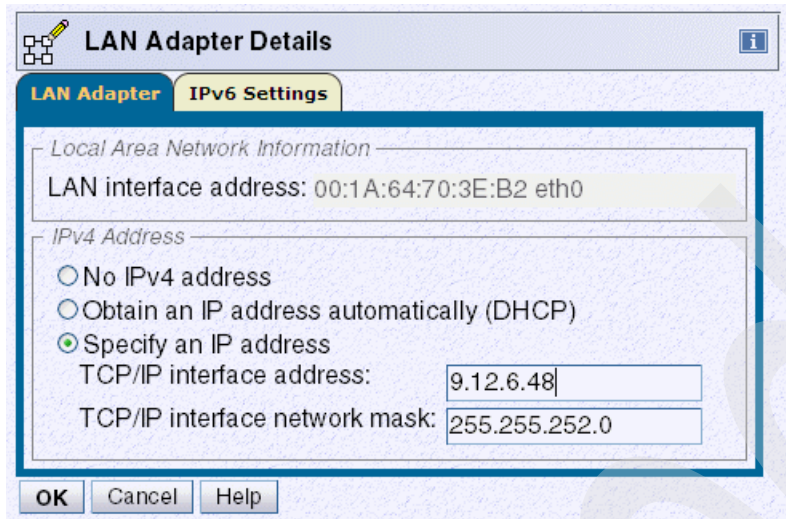 LAN Adapter Details
i
LAN Adapter IPv6 Settings
Local Area Network Information
LAN interface address: 00:1A:64:70:3E:B2 eth0
IPv4 Address
No IPv4 address
Obtain an IP address automatically (DHCP)
Specify an IP address
TCP/IP interface address: 9.12.6.48
TCP/IP interface network mask: 255.255.252.0
OK Cancel Help